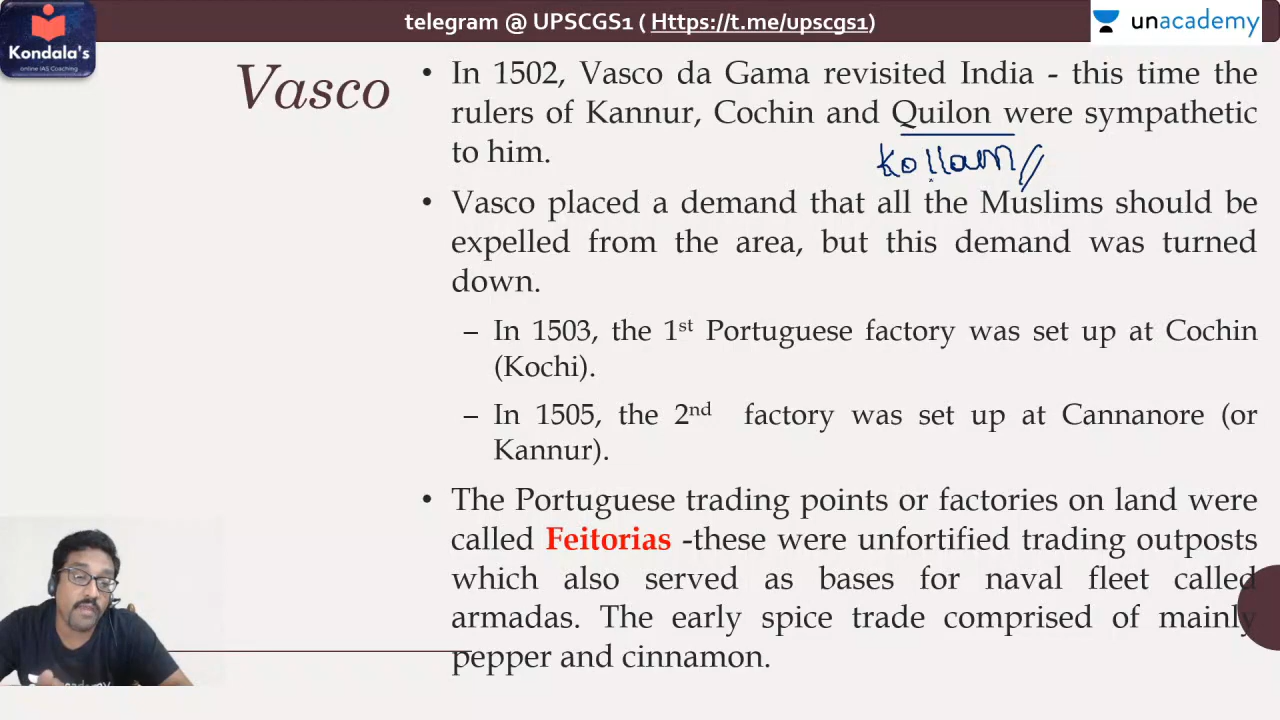 telegram @ UPSCGS1 ( Https://t.me/upscgs1)
Kondala's
online IAS Coaching
unacademy
Vasco
• In 1502, Vasco da Gama revisited India - this time the
rulers of Kannur, Cochin and Quilon were sympathetic
to him.
Kollam
• Vasco placed a demand that all the Muslims should be
expelled from the area, but this demand was turned
down.
– In 1503, the 1st Portuguese factory was set up at Cochin
(Kochi).
– In 1505, the 2nd factory was set up at Cannanore (or
Kannur).
• The Portuguese trading points or factories on land were
called Feitorias -these were unfortified trading outposts
which also served as bases for naval fleet called
armadas. The early spice trade comprised of mainly
pepper and cinnamon.